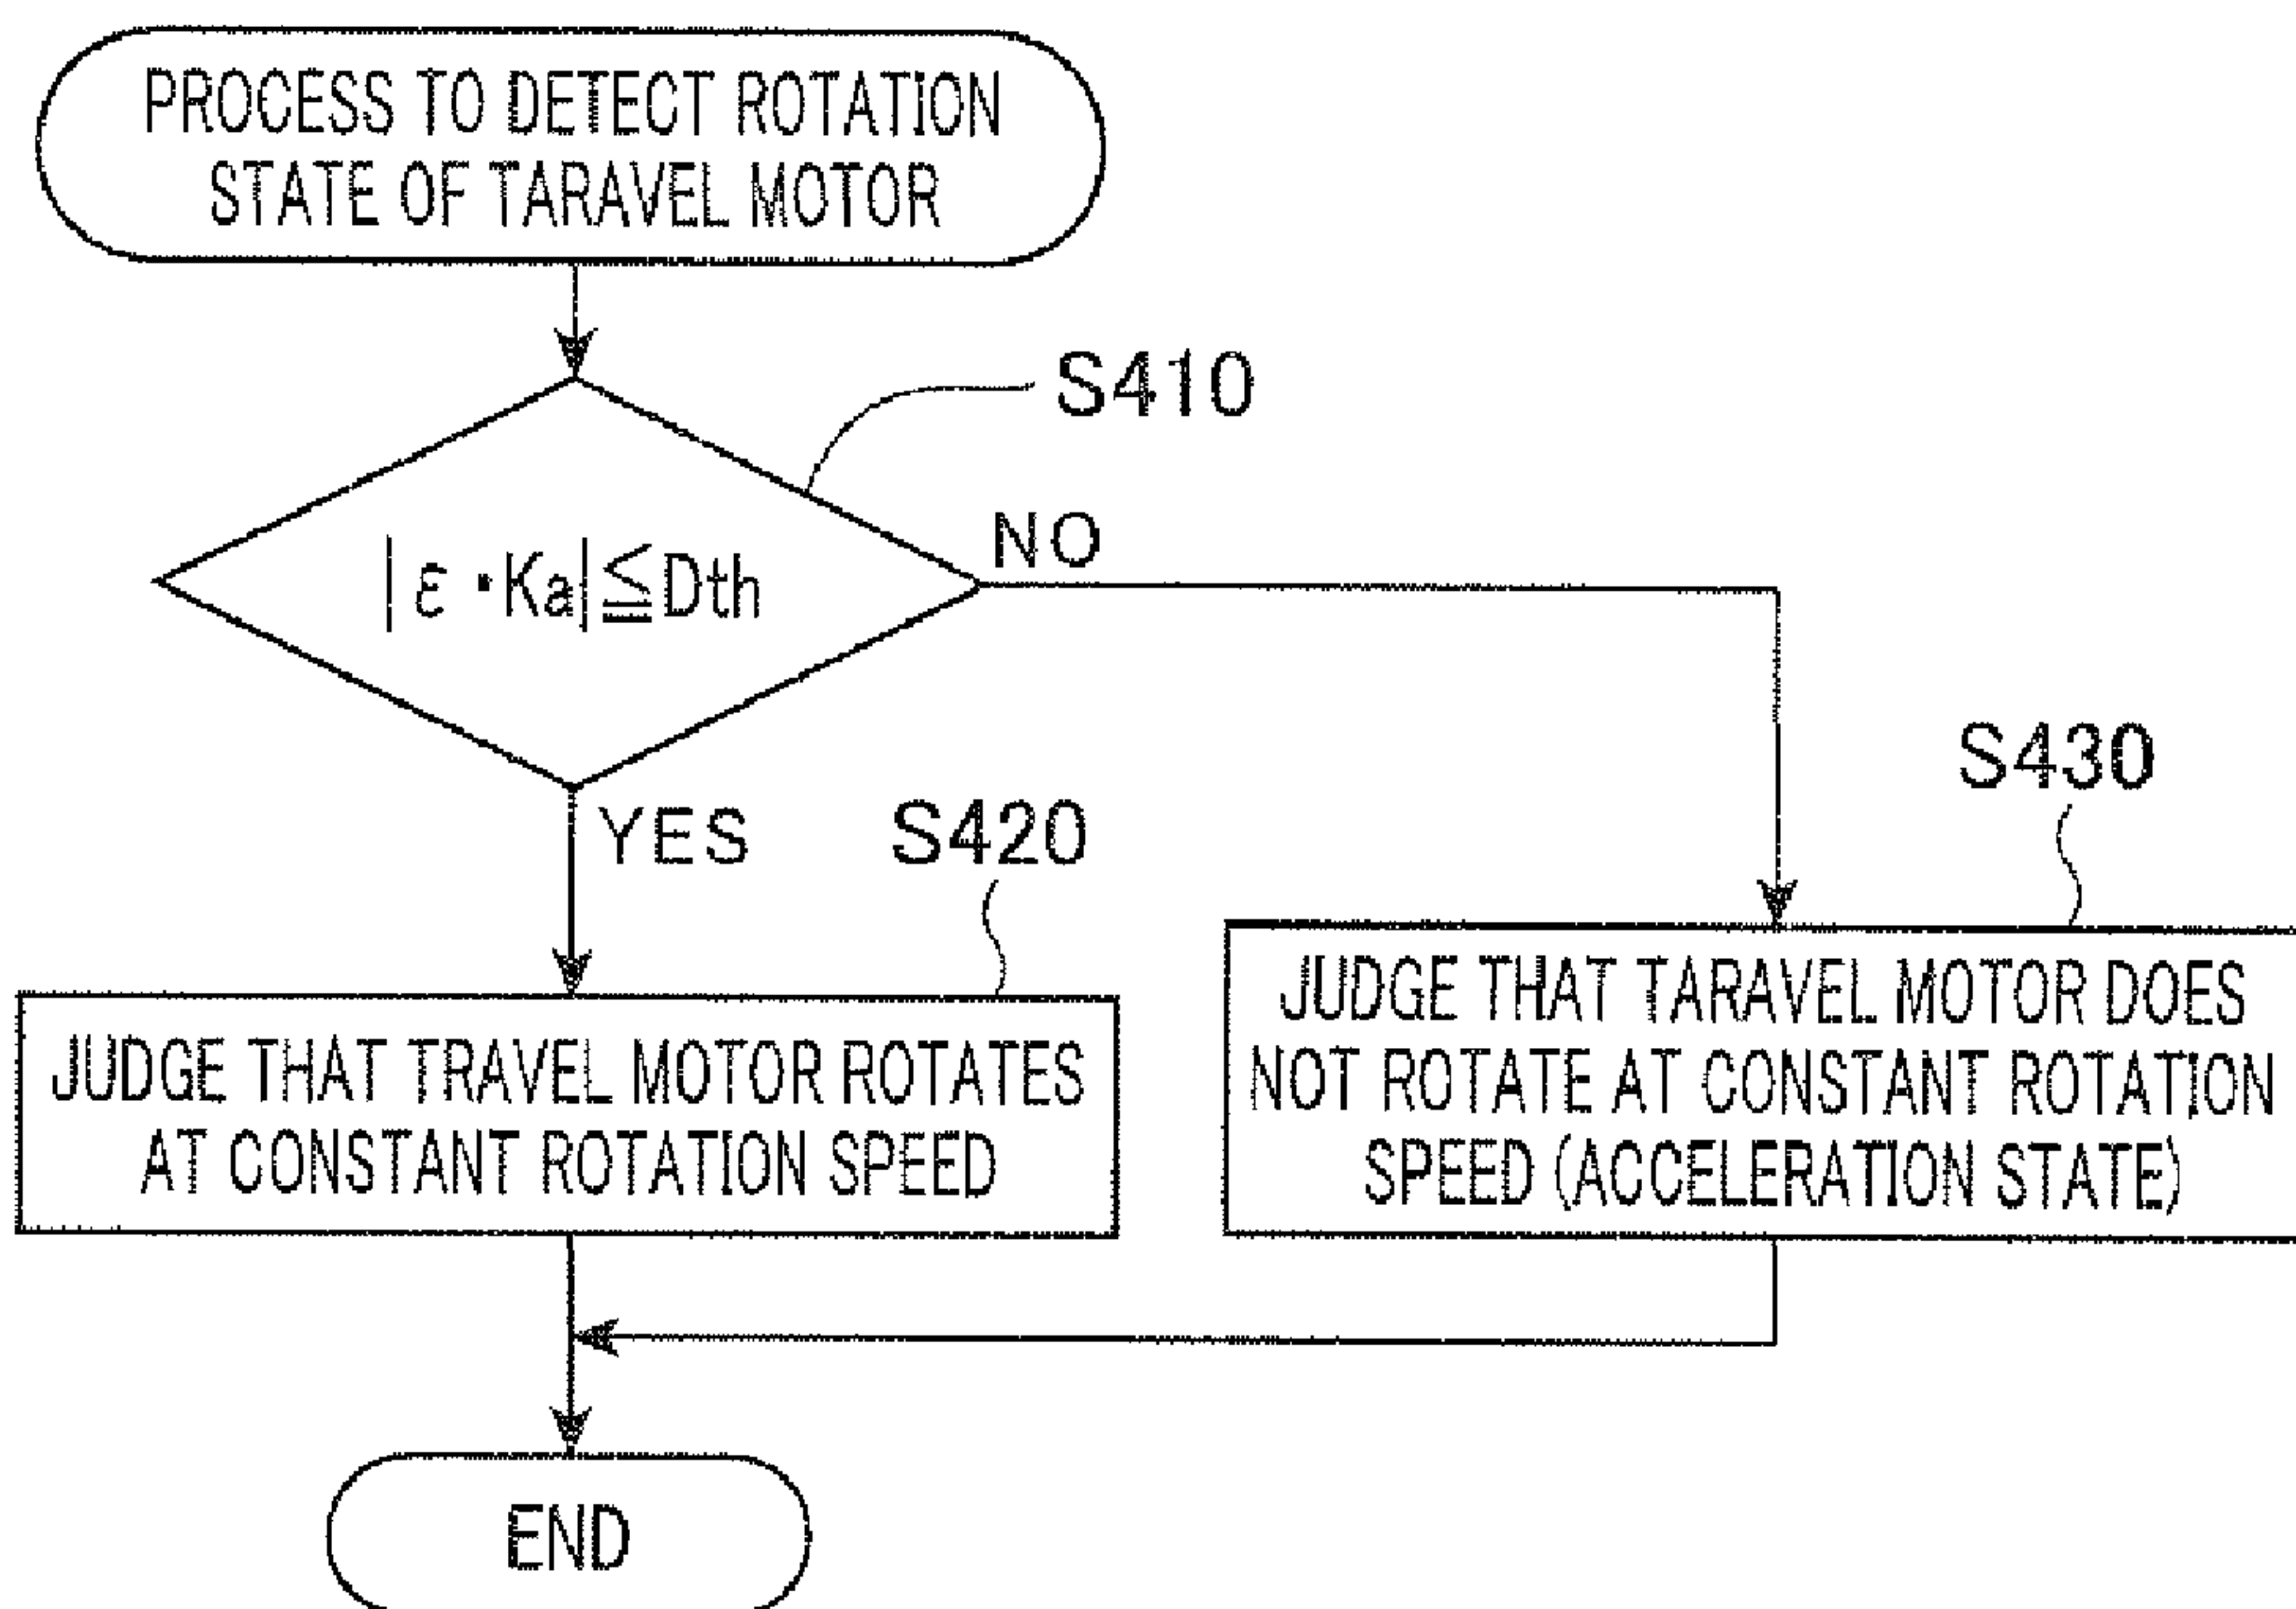 PROCESS TO DETECT ROTATION
STATE OF TARAVEL MOTOR
S410
|ε・Ka|≦Dth
NO
YES
S420
S430
JUDGE THAT TRAVEL MOTOR ROTATES
AT CONSTANT ROTATION SPEED
JUDGE THAT TARAVEL MOTOR DOES
NOT ROTATE AT CONSTANT ROTATION
SPEED (ACCELERATION STATE)
END